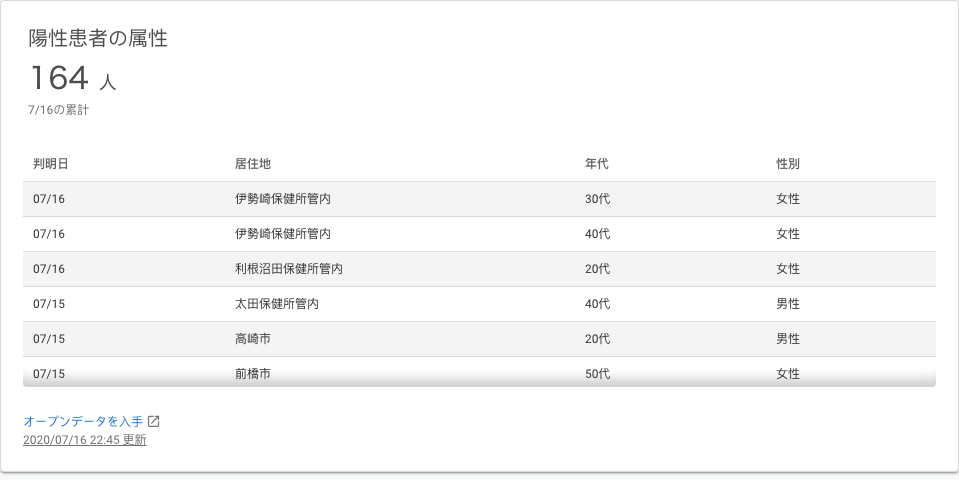 陽性患者の属性
164 人
7/16の累計
判明日 居住地 年代 性別
07/16 伊勢崎保健所管内 30代 女性
07/16 伊勢崎保健所管内 40代 女性
07/16 利根沼田保健所管内 20代 女性
07/15 太田保健所管内 40代 男性
07/15 高崎市 20代 男性
07/15 前橋市 50代 女性
オープンデータを入手
2020/07/16 22:45 更新